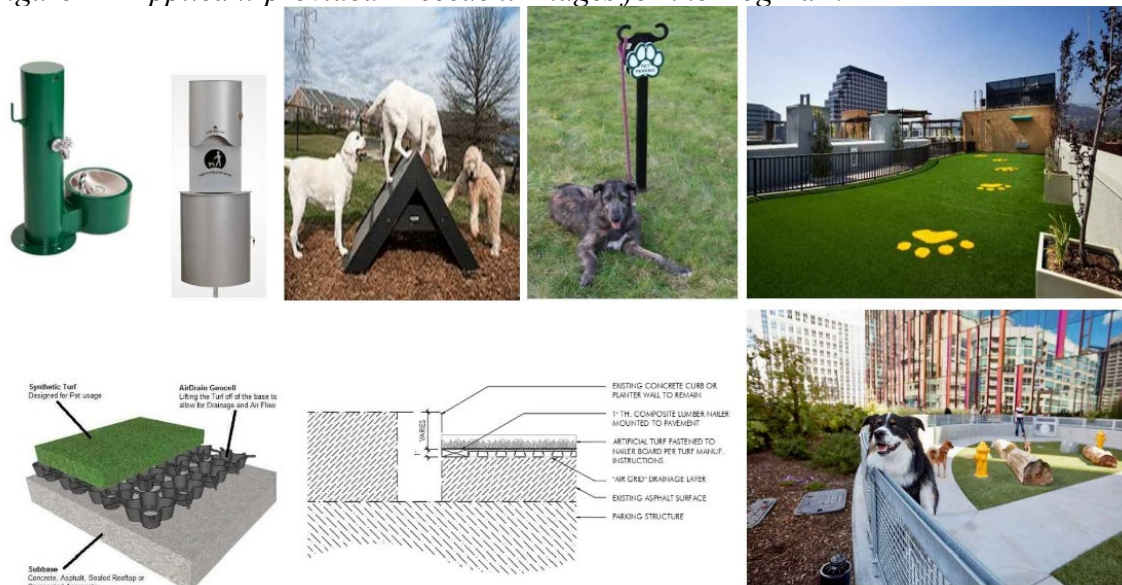 PET
PARKING
Synthetic Turf
Designed for Pet usage
AirDrain Geocell
Lifting the Turf off of the base to
allow for Drainage and Air Flow
Subbase
Concrete, Asphalt, Sealed Rooftop or
VARIES
1"
EXISTING CONCRETE CURB OR
PLANTER WALL TO REMAIN
1" TH. COMPOSITE LUMBER NAILER
MOUNTED TO PAVEMENT
ARTIFICIAL TURF FASTENED TO
NAILER BOARD PER TURF MANUF.
INSTRUCTIONS.
"AIR GRID" DRAINAGE LAYER
EXISTING ASPHALT SURFACE
PARKING STRUCTURE